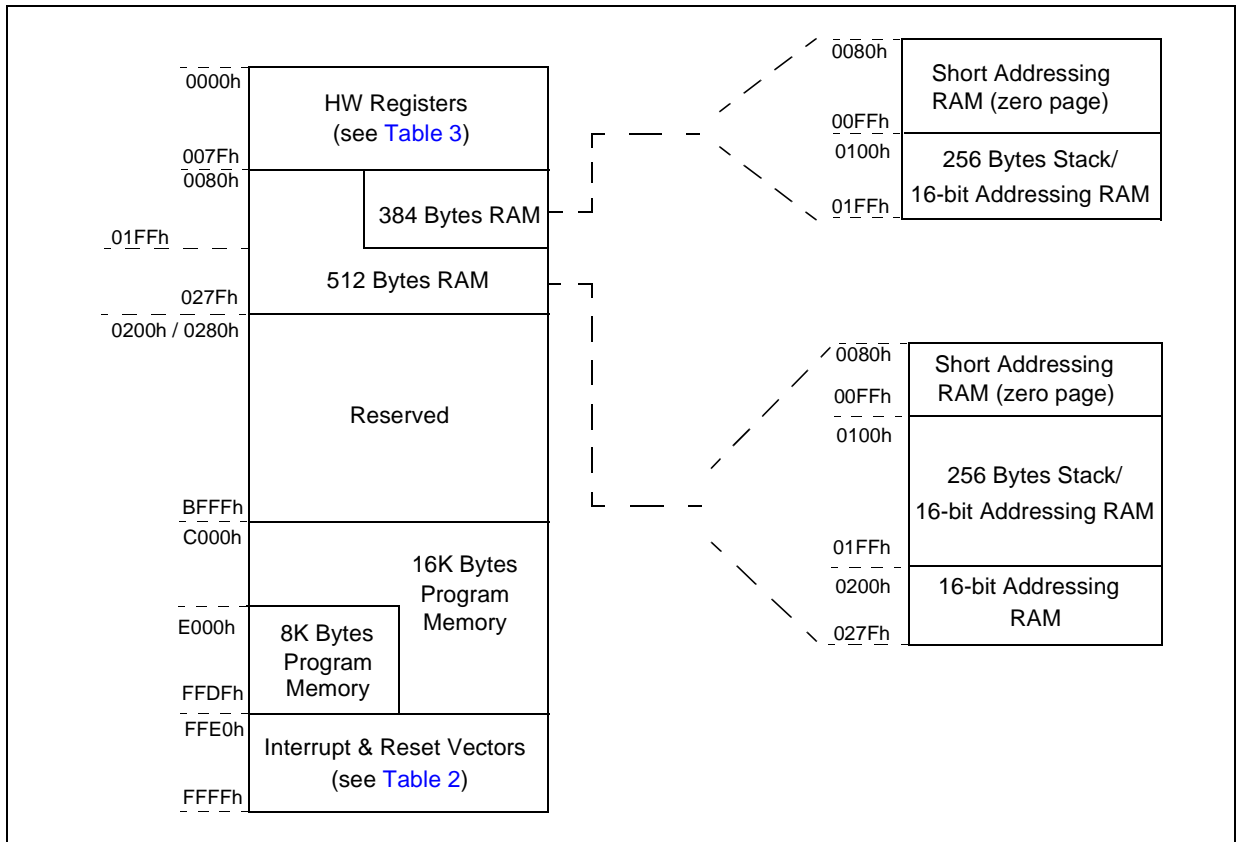 0000h
HW Registers
(see Table 3)
007Fh
0080h
384 Bytes RAM
01FFh
512 Bytes RAM
027Fh
0200h / 0280h
Reserved
BFFFh
C000h
16K Bytes
Program
Memory
E000h
8K Bytes
Program
Memory
FFDFh
FFE0h
Interrupt & Reset Vectors
(see Table 2)
FFFFh
0080h
Short Addressing
RAM (zero page)
00FFh
0100h
256 Bytes Stack/
16-bit Addressing RAM
01FFh
0080h
Short Addressing
RAM (zero page)
00FFh
0100h
256 Bytes Stack/
16-bit Addressing RAM
01FFh
0200h
16-bit Addressing
RAM
027Fh